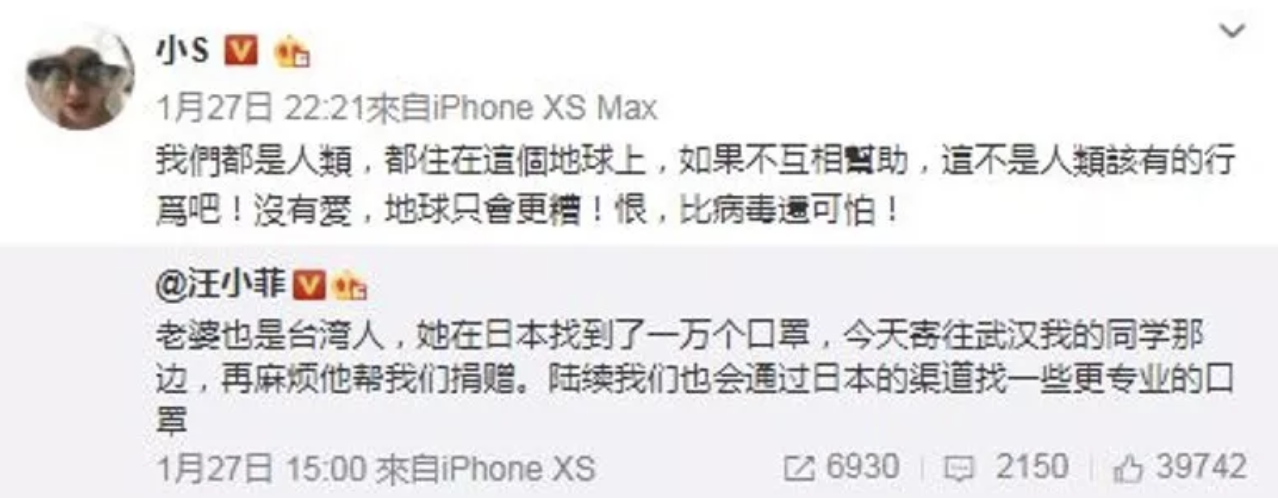 小S
1月27日 22:21來自iPhone XS Max
我們都是人類，都住在這個地球上，如果不互相幫助，這不是人類該有的行
爲吧！沒有愛，地球只會更糟！恨，比病毒還可怕！
@汪小菲
老婆也是台湾人，她在日本找到了一万个口罩，今天寄往武汉我的同学那
边，再麻烦他帮我们捐赠。陆续我们也会通过日本的渠道找一些更专业的口
罩
1月27日 15:00 來自iPhone XS 6930 2150 39742